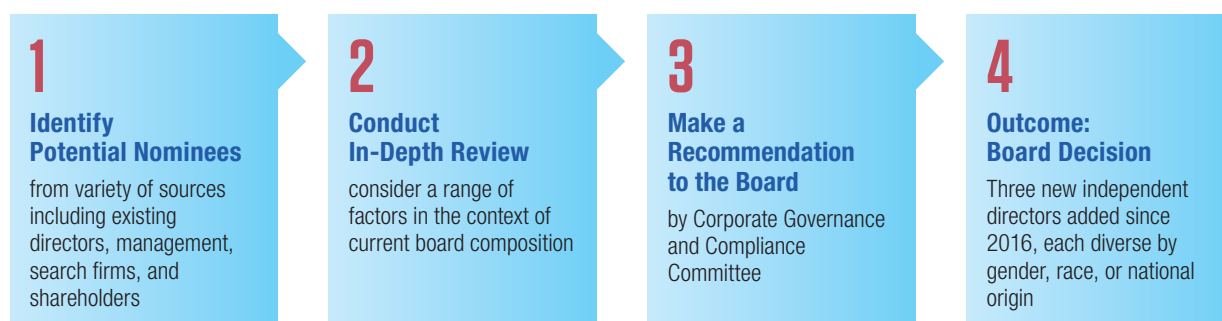 1
Identify
Potential Nominees
from variety of sources
including existing
directors, management,
search firms, and
shareholders
2
Conduct
In-Depth Review
consider a range of
factors in the context of
current board composition
3
Make a
Recommendation
to the Board
by Corporate Governance
and Compliance
Committee
4
Outcome:
Board Decision
Three new independent
directors added since
2016, each diverse by
gender, race, or national
origin